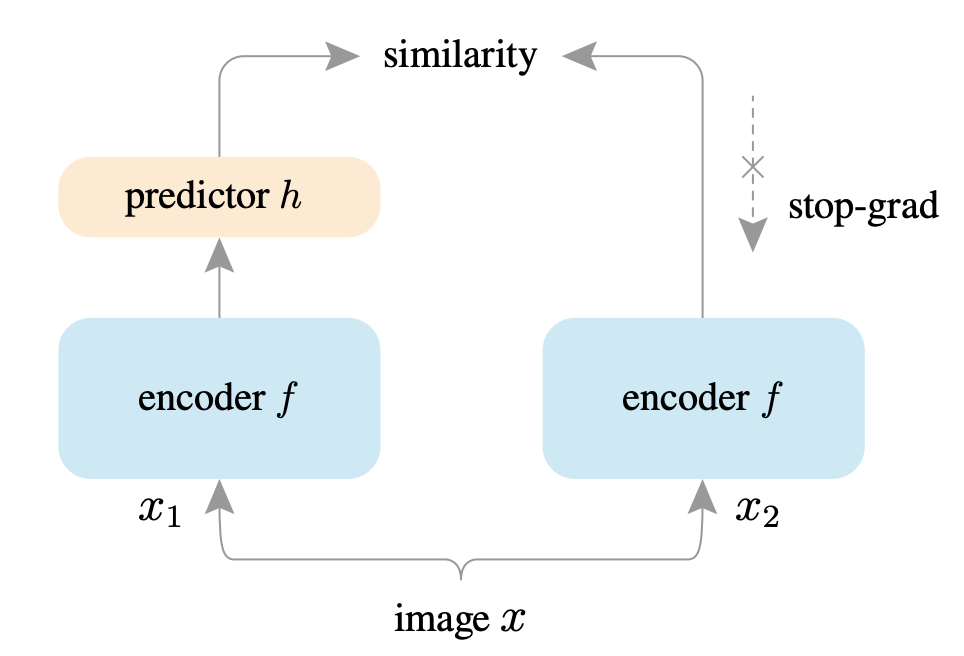 similarity
predictor h
stop-grad
encoder f
encoder f
x₁
x₂
image x